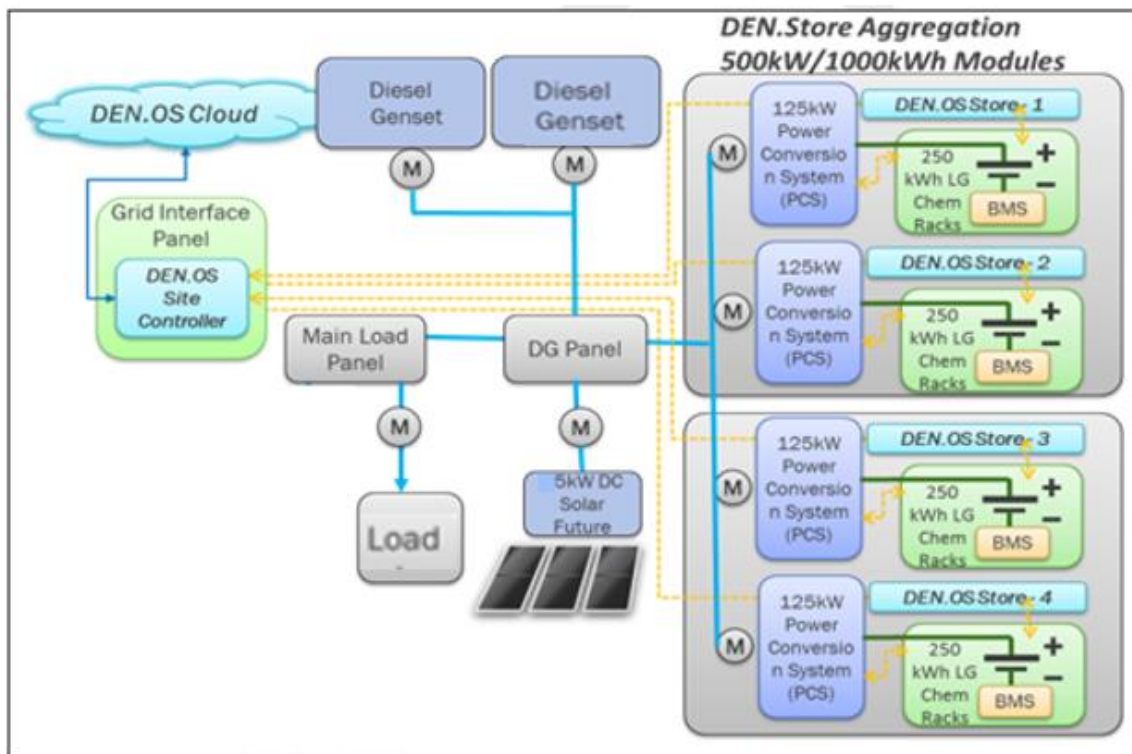 DEN.Store Aggregation
500kW/1000kWh Modules
DEN.OS Cloud
Diesel
Genset
Diesel
Genset
M
M
Grid Interface
Panel
DEN.OS
Site
Controller
Main Load
Panel
DG Panel
M
M
Load
5kW DC
Solar
Future
M
125kW
Power
Conversio
n System
(PCS)
DEN.OS Store - 1
250
kWh LG
Chem
Racks
+
−
BMS
M
125kW
Power
Conversio
n System
(PCS)
DEN.OS Store - 2
250
kWh LG
Chem
Racks
+
−
BMS
M
125kW
Power
Conversio
n System
(PCS)
DEN.OS Store - 3
250
kWh LG
Chem
Racks
+
−
BMS
M
125kW
Power
Conversio
n System
(PCS)
DEN.OS Store - 4
250
kWh LG
Chem
Racks
+
−
BMS